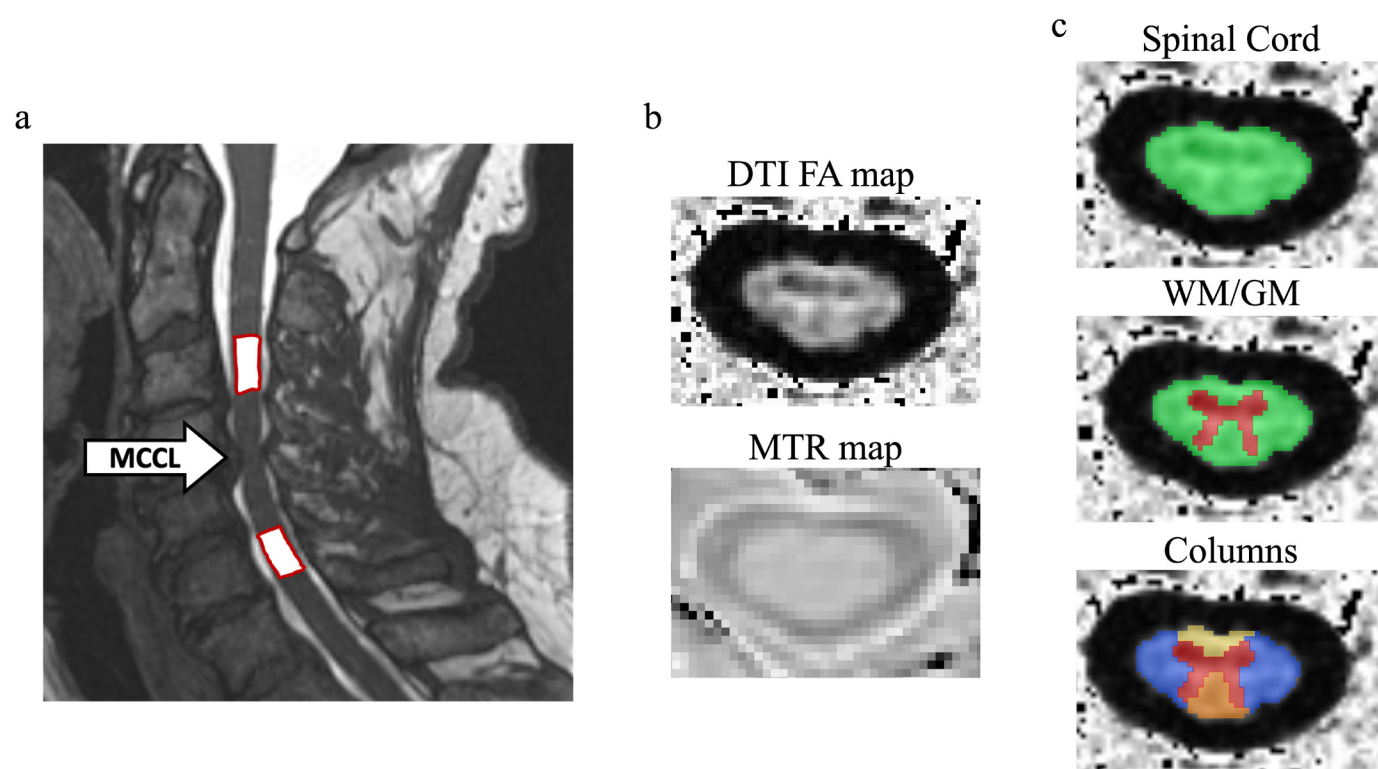 a
MCCL
b
DTI FA map
MTR map
c
Spinal Cord
WM/GM
Columns